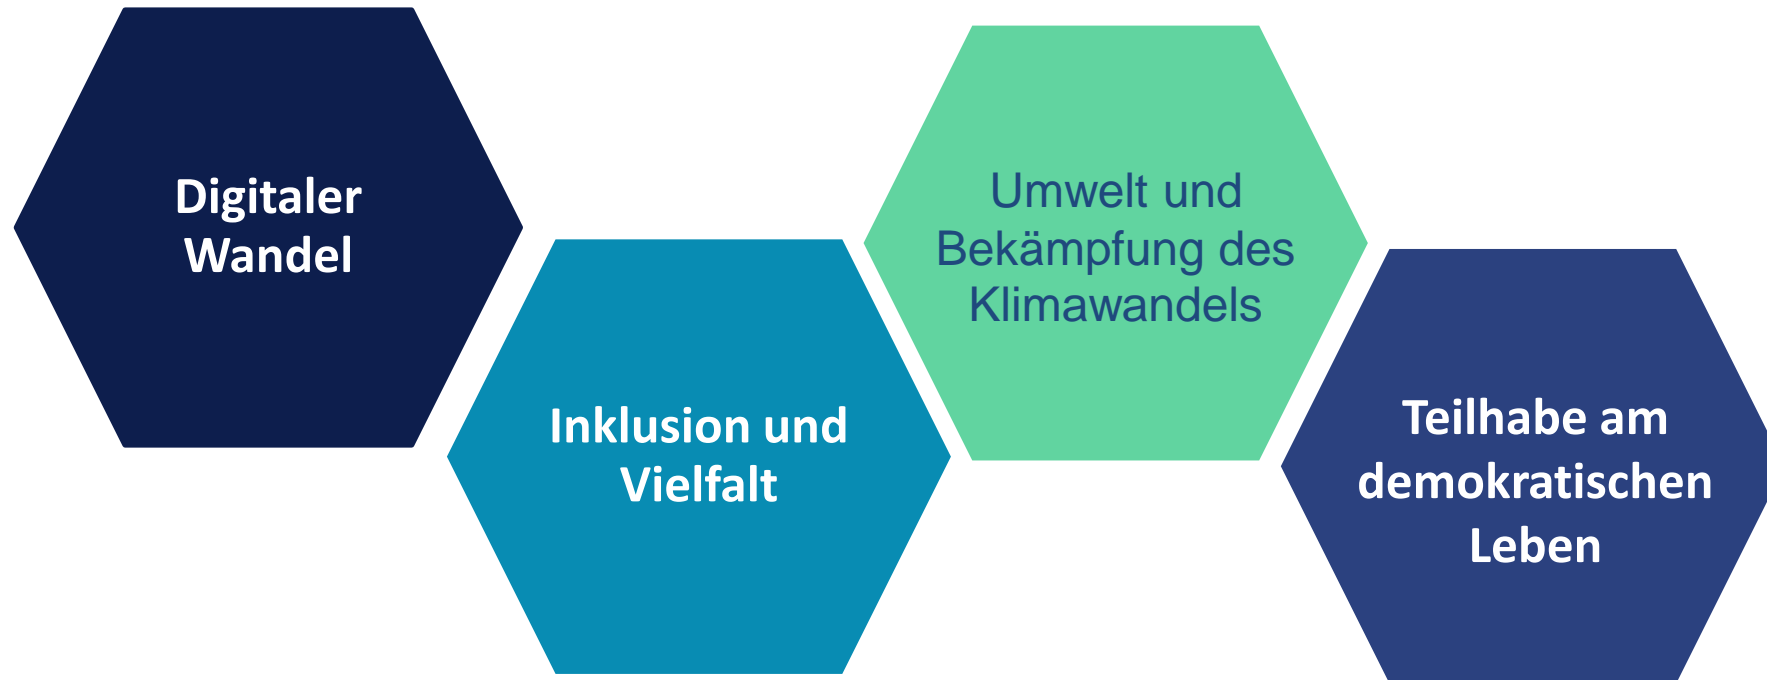 Digitaler
Wandel
Inklusion und
Vielfalt
Umwelt und
Bekämpfung des
Klimawandels
Teilhabe am
demokratischen
Leben